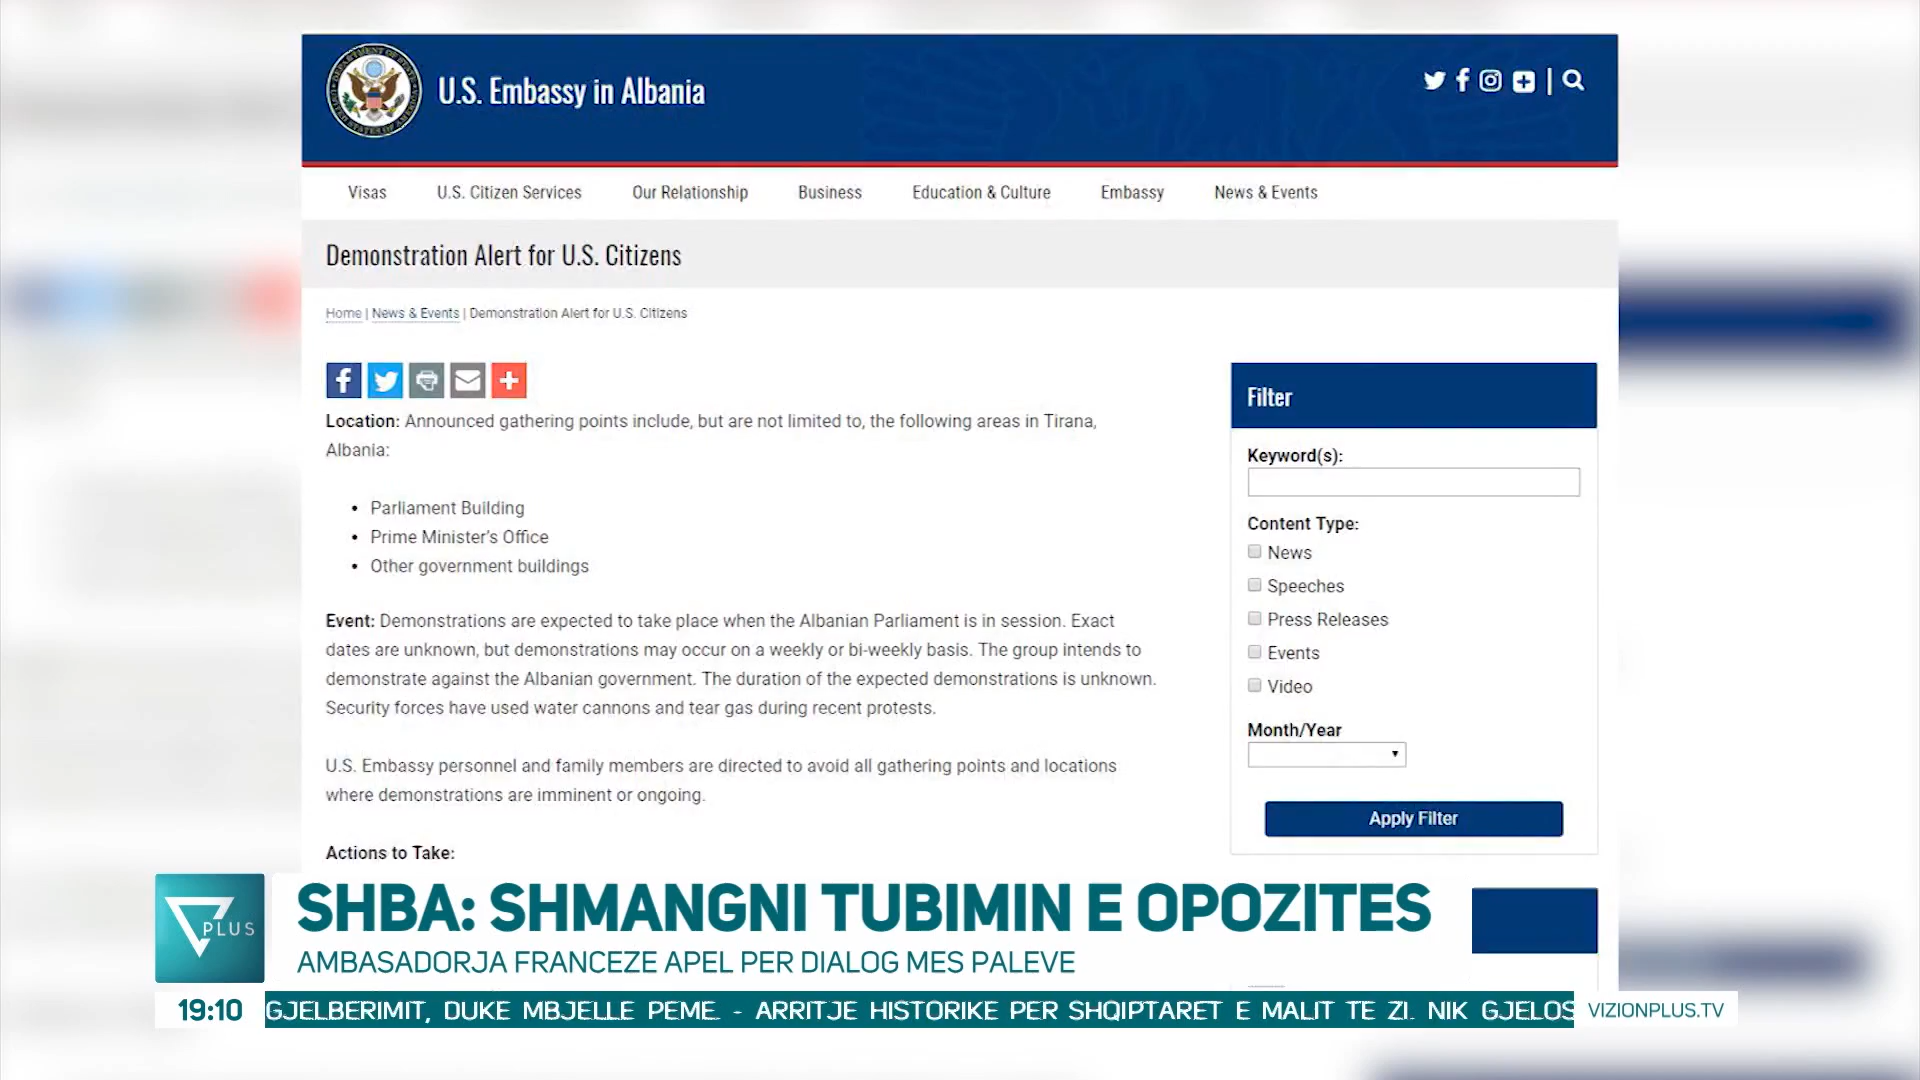 U.S. Embassy in Albania
Visas U.S. Citizen Services Our Relationship Business Education & Culture Embassy News & Events
Demonstration Alert for U.S. Citizens
Home | News & Events | Demonstration Alert for U.S. Citizens
Location: Announced gathering points include, but are not limited to, the following areas in Tirana,
Albania:
• Parliament Building
• Prime Minister's Office
• Other government buildings
Event: Demonstrations are expected to take place when the Albanian Parliament is in session. Exact
dates are unknown, but demonstrations may occur on a weekly or bi-weekly basis. The group intends to
demonstrate against the Albanian government. The duration of the expected demonstrations is unknown.
Security forces have used water cannons and tear gas during recent protests.
U.S. Embassy personnel and family members are directed to avoid all gathering points and locations
where demonstrations are imminent or ongoing.
Actions to Take:
Filter
Keyword(s):
Content Type:
News
Speeches
Press Releases
Events
Video
Month/Year
Apply Filter
PLUS
SHBA: SHMANGNI TUBIMIN E OPOZITES
AMBASADORJA FRANCEZE APEL PER DIALOG MES PALEVE
19:10 GJELBERIMIT, DUKE MBJELLE PEME. - ARRITJE HISTORIKE PER SHQIPTARET E MALIT TE ZI. NIK GJELOS VIZIONPLUS.TV